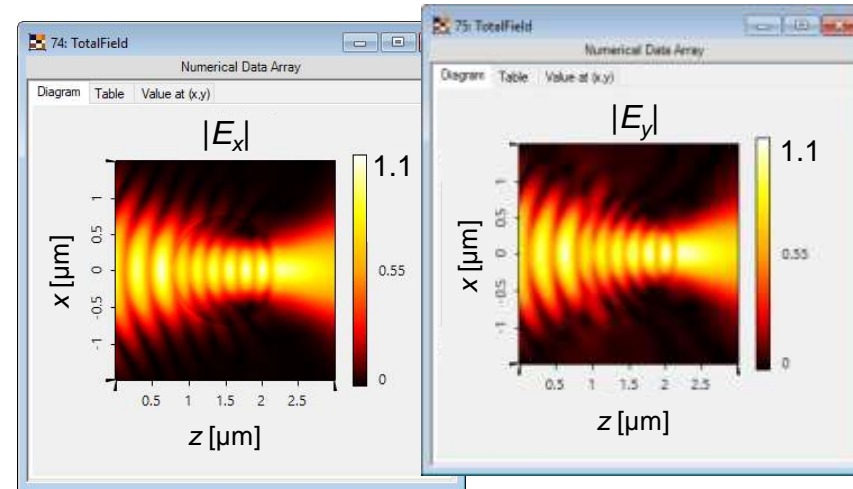 74: TotalField
Numerical Data Array
Diagram Table Value at (x,y)
|Ex|
1.1
0.55
0
x [µm]
1
0.5
0
-0.5
-1
0.5 1 1.5 2 2.5
z [µm]
75: TotalField
Numerical Data Array
Diagram Table Value at (x,y)
|Ey|
1.1
0.55
0
x [µm]
1
0.5
0
-0.5
-1
0.5 1 1.5 2 2.5
z [µm]